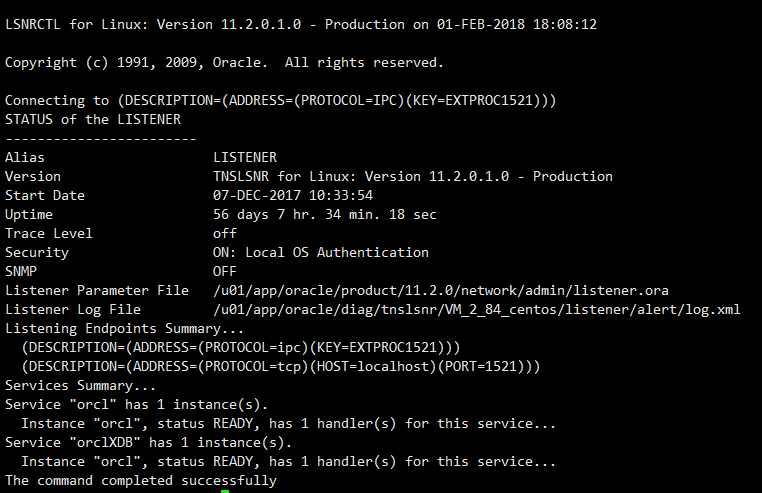 LSNRCTL for Linux: Version 11.2.0.1.0 - Production on 01-FEB-2018 18:08:12
Copyright (c) 1991, 2009, Oracle.  All rights reserved.
Connecting to (DESCRIPTION=(ADDRESS=(PROTOCOL=IPC)(KEY=EXTPROC1521)))
STATUS of the LISTENER
------------------------
Alias                     LISTENER
Version                   TNSLSNR for Linux: Version 11.2.0.1.0 - Production
Start Date                07-DEC-2017 10:33:54
Uptime                    56 days 7 hr. 34 min. 18 sec
Trace Level               off
Security                  ON: Local OS Authentication
SNMP                      OFF
Listener Parameter File   /u01/app/oracle/product/11.2.0/network/admin/listener.ora
Listener Log File         /u01/app/oracle/diag/tnslsnr/VM_2_84_centos/listener/alert/log.xml
Listening Endpoints Summary...
  (DESCRIPTION=(ADDRESS=(PROTOCOL=ipc)(KEY=EXTPROC1521)))
  (DESCRIPTION=(ADDRESS=(PROTOCOL=tcp)(HOST=localhost)(PORT=1521)))
Services Summary...
Service "orcl" has 1 instance(s).
  Instance "orcl", status READY, has 1 handler(s) for this service...
Service "orclXDB" has 1 instance(s).
  Instance "orcl", status READY, has 1 handler(s) for this service...
The command completed successfully